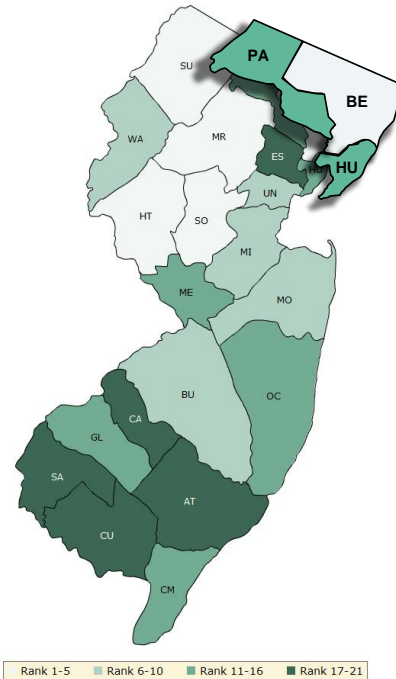 PA
SU
BE
WA
MR
ES
HU
HU
UN
HT
SO
MI
ME
MO
BU
OC
CA
GL
SA
AT
CU
CM
Rank 1-5 Rank 6-10 Rank 11-16 Rank 17-21